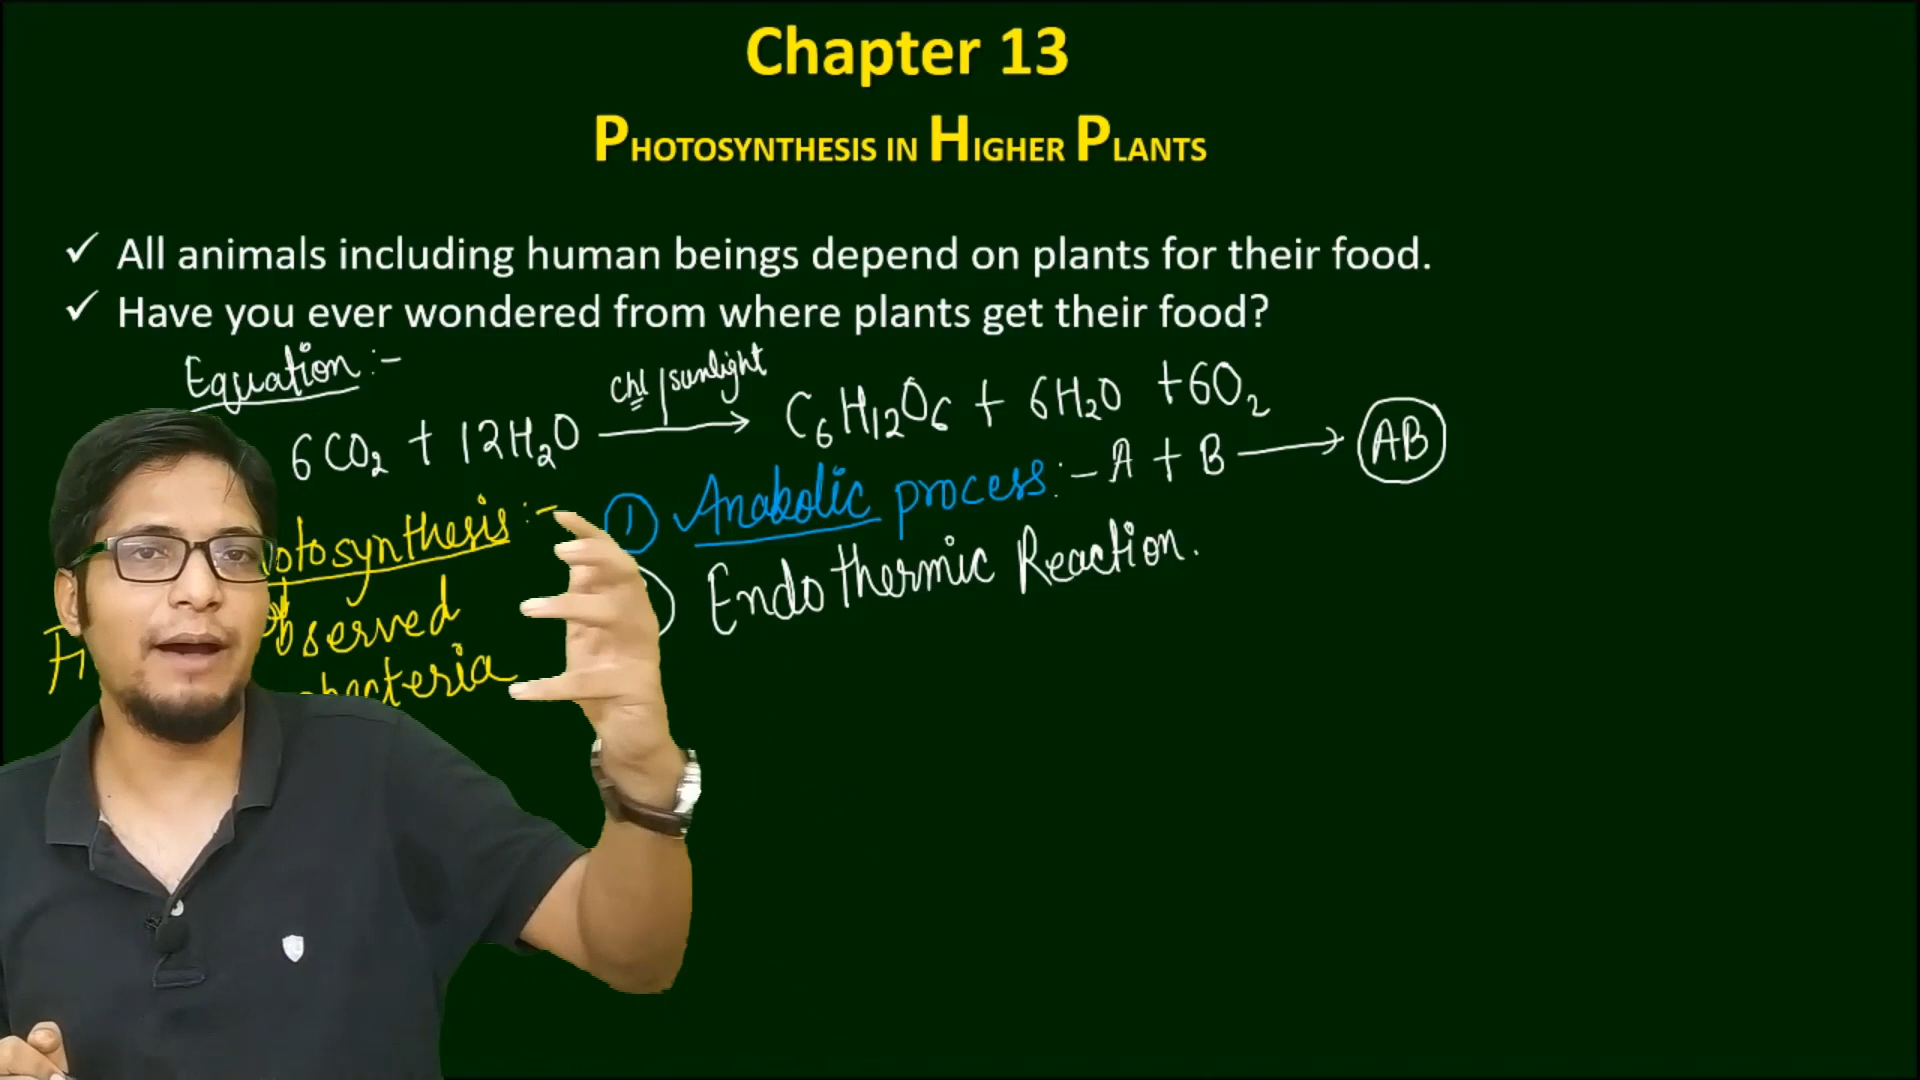 Chapter 13
PHOTOSYNTHESIS IN HIGHER PLANTS
✓ All animals including human beings depend on plants for their food.
✓ Have you ever wondered from where plants get their food?
Equation :-
6CO₂ + 12H₂O chl | sunlight → C₆H₁₂O₆ + 6H₂O + 6O₂
① Anabolic process :- A + B → AB
Endothermic Reaction.
observed